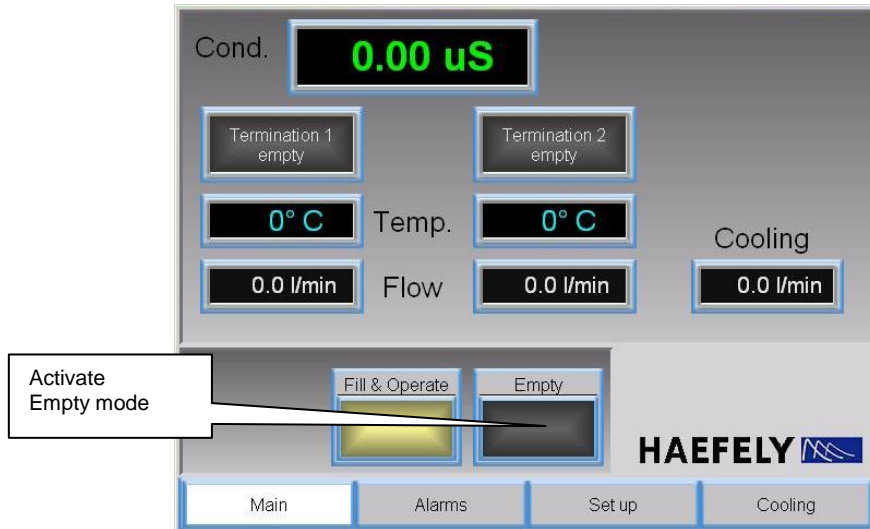 Cond.
0.00 uS
Termination 1
empty
Termination 2
empty
0° C
Temp.
0° C
Cooling
0.0 l/min
Flow
0.0 l/min
0.0 l/min
Activate
Empty mode
Fill & Operate
Empty
HAEFELY
Main
Alarms
Set up
Cooling